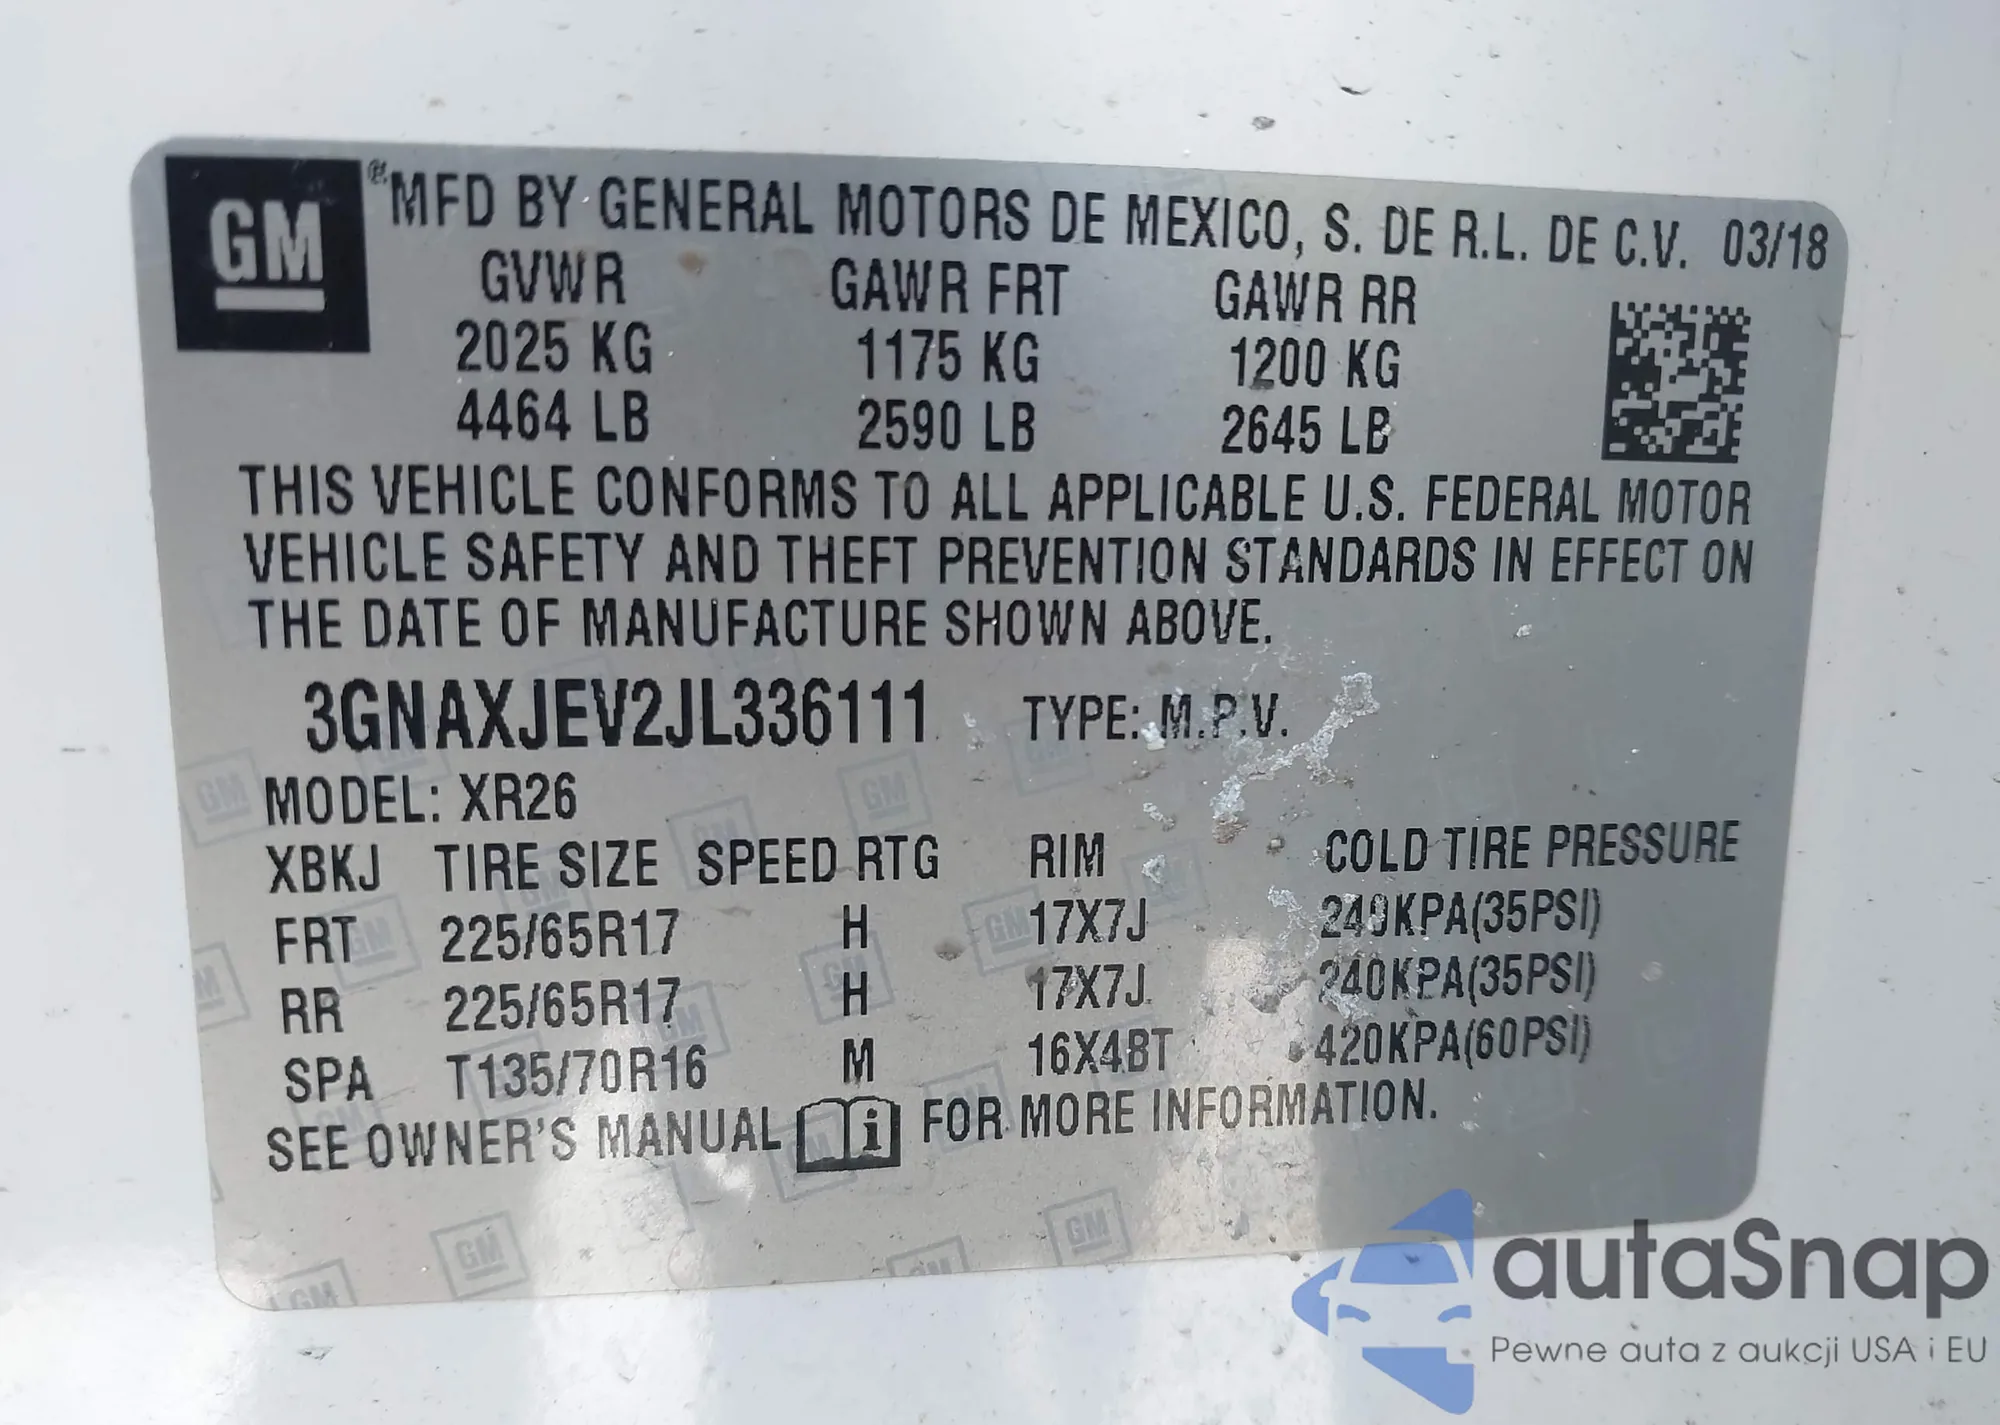 GM
®MFD BY GENERAL MOTORS DE MEXICO, S. DE R.L. DE C.V. 03/18
GVWR GAWR FRT GAWR RR
2025 KG 1175 KG 1200 KG
4464 LB 2590 LB 2645 LB
THIS VEHICLE CONFORMS TO ALL APPLICABLE U.S. FEDERAL MOTOR
VEHICLE SAFETY AND THEFT PREVENTION STANDARDS IN EFFECT ON
THE DATE OF MANUFACTURE SHOWN ABOVE.
3GNAXJEV2JL336111 TYPE: M.P.V.
MODEL: XR26
XBKJ TIRE SIZE SPEED RTG RIM COLD TIRE PRESSURE
FRT 225/65R17 H 17X7J 240KPA(35PSI)
RR 225/65R17 H 17X7J 240KPA(35PSI)
SPA T135/70R16 M 16X4BT 420KPA(60PSI)
SEE OWNER'S MANUAL i FOR MORE INFORMATION.
autaSnap
Pewne auta z aukcji USA i EU